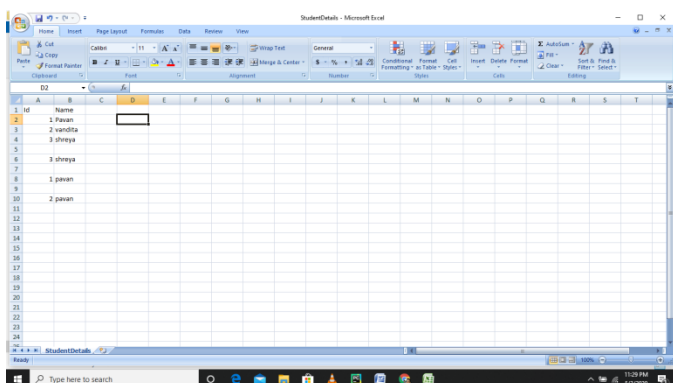 StudentDetails - Microsoft Excel
Home Insert Page Layout Formulas Data Review View
Cut
Copy
Format Painter
Paste
Clipboard
Calibri 11
B I U
Font
Wrap Text
Merge & Center
Alignment
General
$ % ,
Number
Conditional Formatting
Format as Table
Cell Styles
Styles
Insert Delete Format
Cells
Σ AutoSum
Fill
Clear
Sort & Filter
Find & Select
Editing
D2 fx
A B C D E F G H I J K L M N O P Q R S T
1 Id Name
2 1 Pavan
3 2 vandita
4 3 shreya
5
6 3 shreya
7
8 1 pavan
9
10 2 pavan
11
12
13
14
15
16
17
18
19
20
21
22
23
24
StudentDetails
Ready 100%
Type here to search 11:29 PM